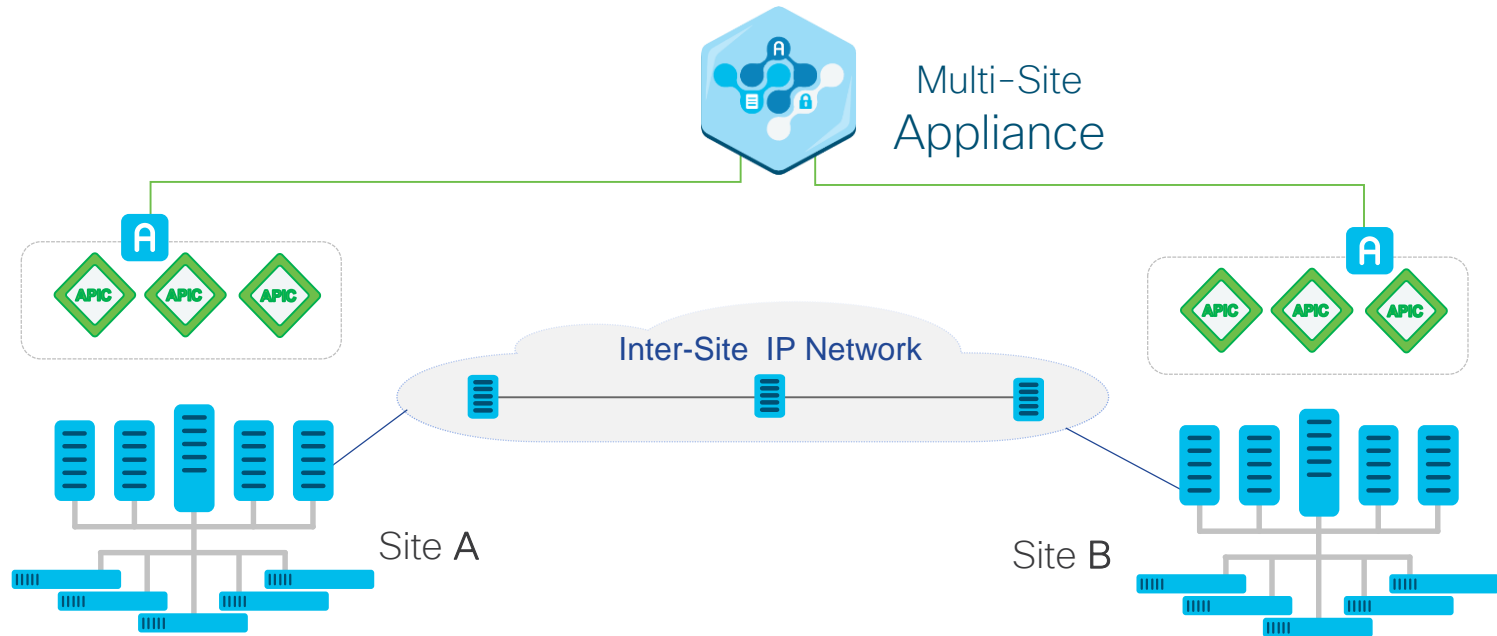 Multi-Site
Appliance
A
A
A
APIC
APIC
APIC
APIC
APIC
APIC
Inter-Site IP Network
Site A
Site B